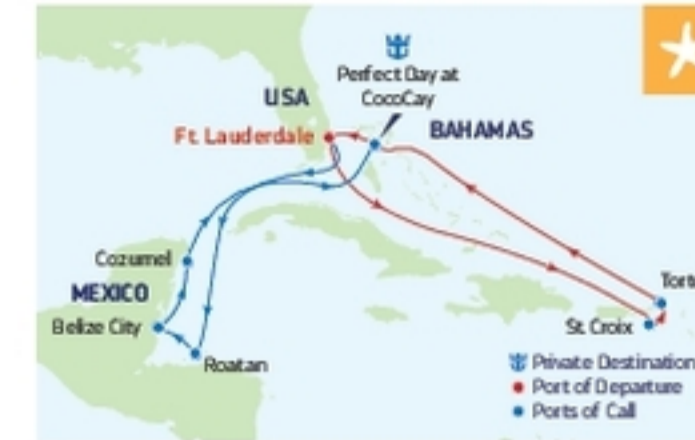 Perfect Day at
CocoCay
USA
BAHAMAS
Ft. Lauderdale
Cozumel
MEXICO
Belize City
Roatan
Tort
St. Croix
Private Destination
Port of Departure
Ports of Call